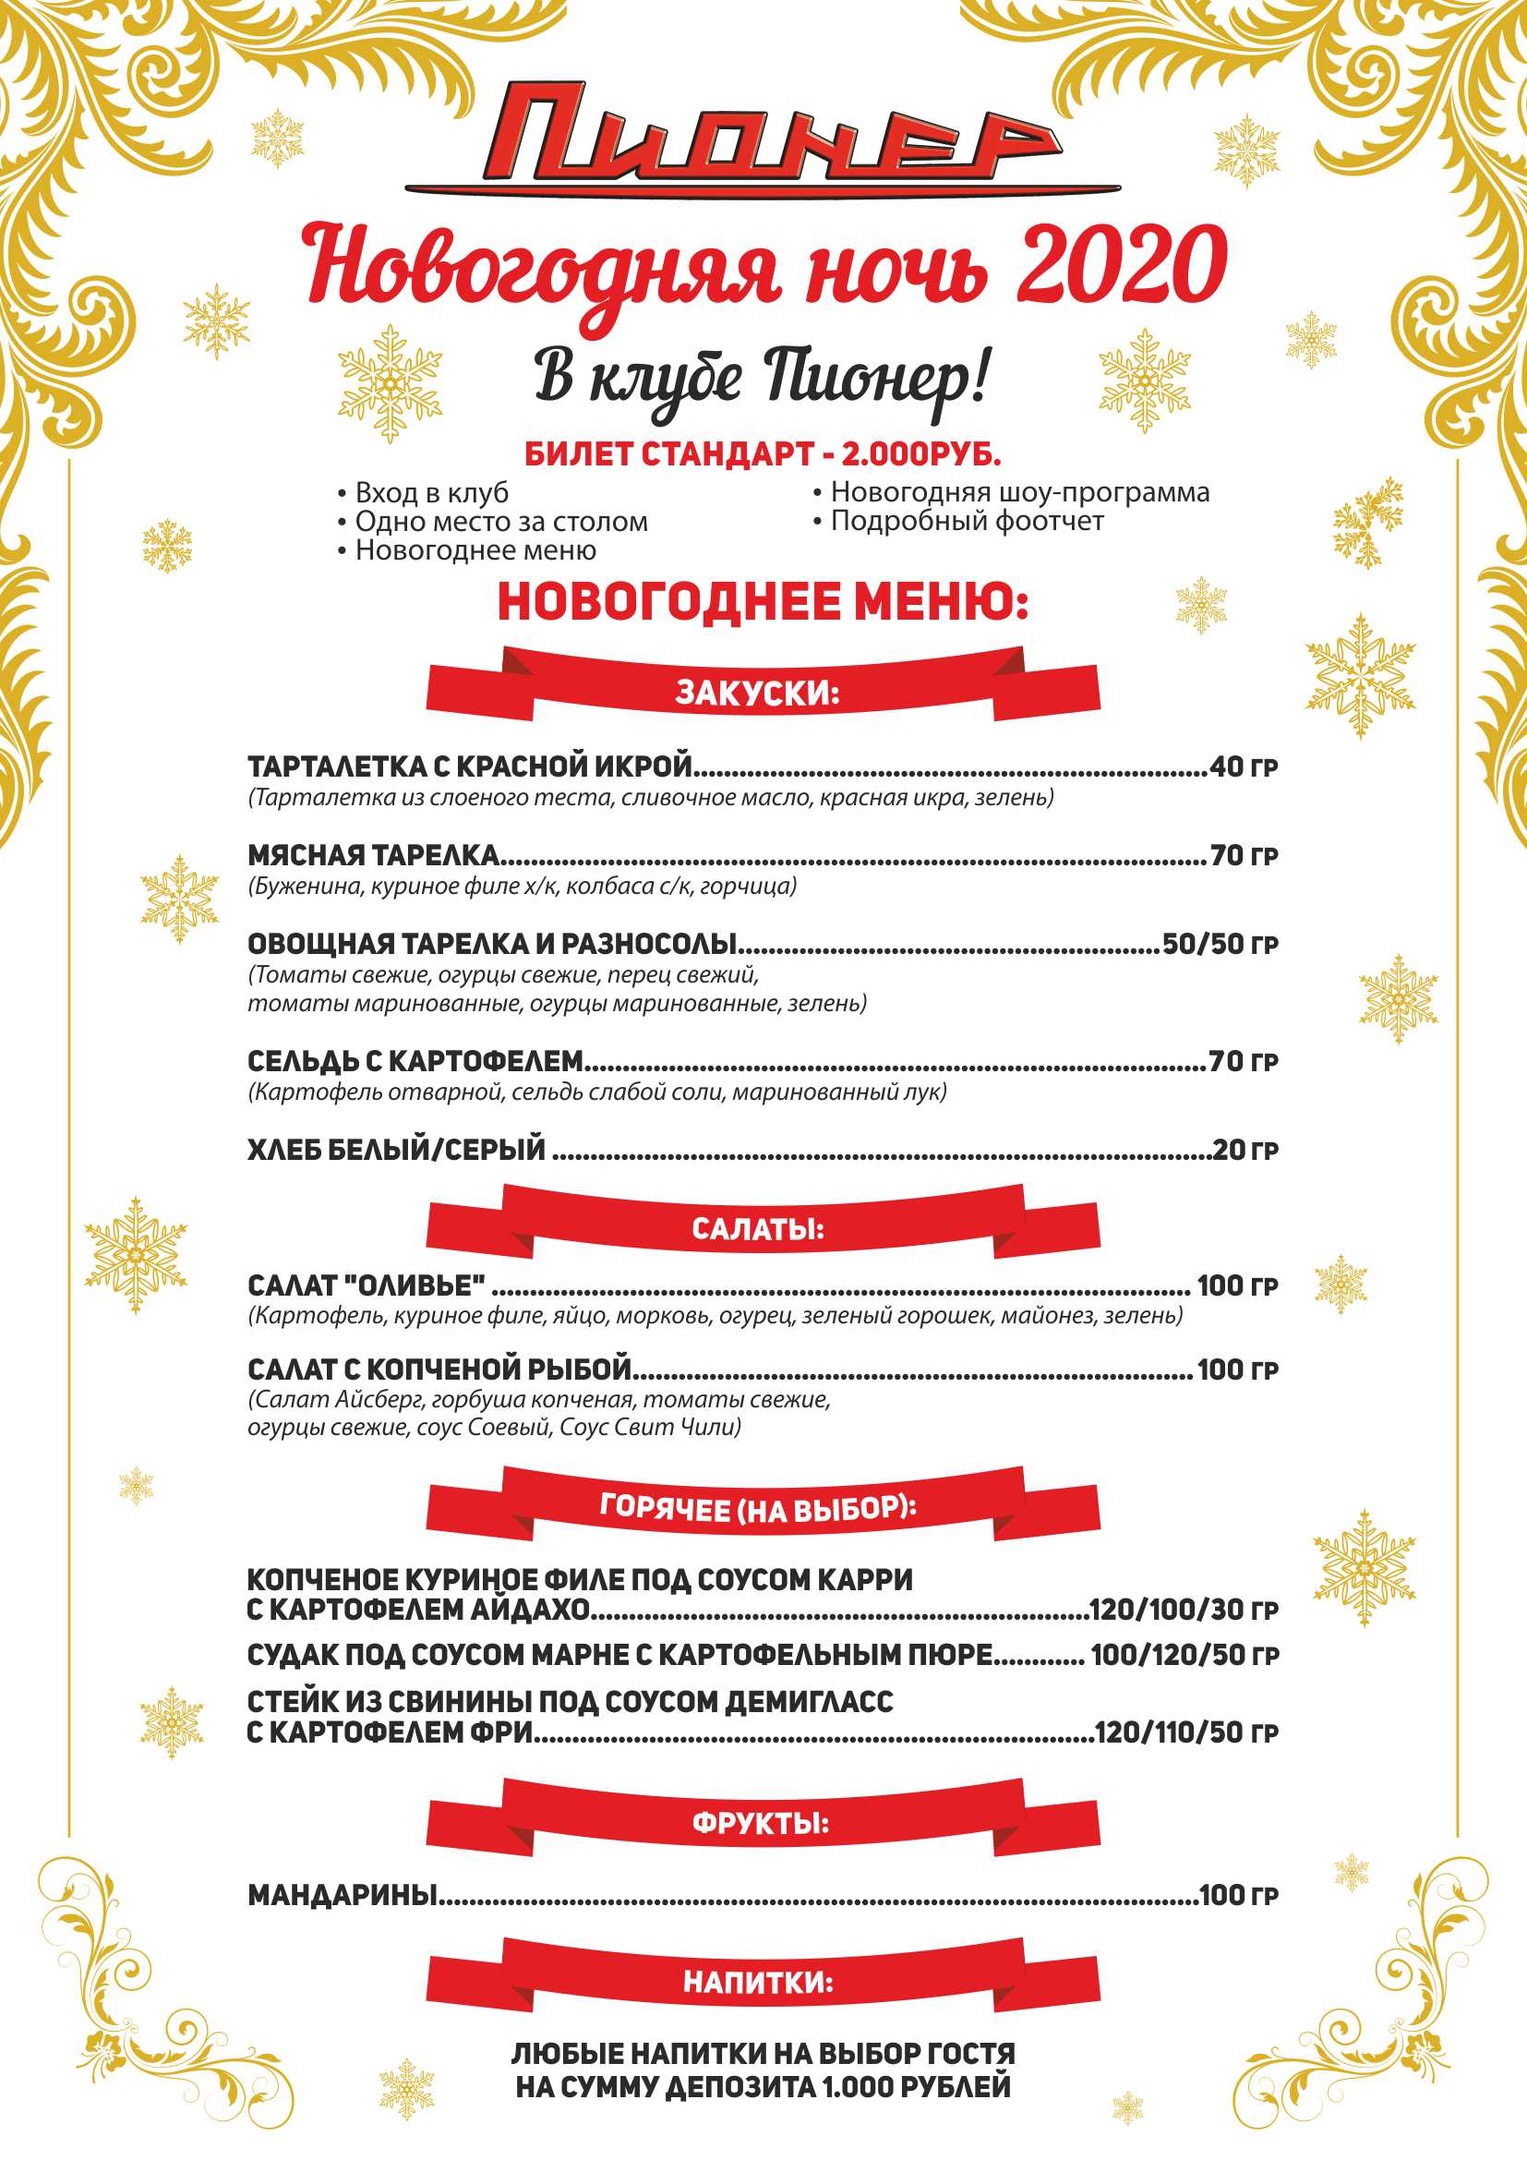 Пионер
Новогодняя ночь 2020
В клубе Пионер!
БИЛЕТ СТАНДАРТ - 2.000РУБ.
• Вход в клуб
• Одно место за столом
• Новогоднее меню
• Новогодняя шоу-программа
• Подробный фоотчет
НОВОГОДНЕЕ МЕНЮ:
ЗАКУСКИ:
ТАРТАЛЕТКА С КРАСНОЙ ИКРОЙ....................40 ГР
(Тарталетка из слоеного теста, сливочное масло, красная икра, зелень)
МЯСНАЯ ТАРЕЛКА....................70 ГР
(Буженина, куриное филе х/к, колбаса с/к, горчица)
ОВОЩНАЯ ТАРЕЛКА И РАЗНОСОЛЫ....................50/50 ГР
(Томаты свежие, огурцы свежие, перец свежий,
томаты маринованные, огурцы маринованные, зелень)
СЕЛЬДЬ С КАРТОФЕЛЕМ....................70 ГР
(Картофель отварной, сельдь слабой соли, маринованный лук)
ХЛЕБ БЕЛЫЙ/СЕРЫЙ ....................20 ГР
САЛАТЫ:
САЛАТ "ОЛИВЬЕ" .................... 100 ГР
(Картофель, куриное филе, яйцо, морковь, огурец, зеленый горошек, майонез, зелень)
САЛАТ С КОПЧЕНОЙ РЫБОЙ.................... 100 ГР
(Салат Айсберг, горбуша копченая, томаты свежие,
огурцы свежие, соус Соевый, Соус Свит Чили)
ГОРЯЧЕЕ (НА ВЫБОР):
КОПЧЕНОЕ КУРИНОЕ ФИЛЕ ПОД СОУСОМ КАРРИ
С КАРТОФЕЛЕМ АЙДАХО....................120/100/30 ГР
СУДАК ПОД СОУСОМ МАРНЕ С КАРТОФЕЛЬНЫМ ПЮРЕ............ 100/120/50 ГР
СТЕЙК ИЗ СВИНИНЫ ПОД СОУСОМ ДЕМИГЛАСС
С КАРТОФЕЛЕМ ФРИ....................120/110/50 ГР
ФРУКТЫ:
МАНДАРИНЫ....................100 ГР
НАПИТКИ:
ЛЮБЫЕ НАПИТКИ НА ВЫБОР ГОСТЯ
НА СУММУ ДЕПОЗИТА 1.000 РУБЛЕЙ